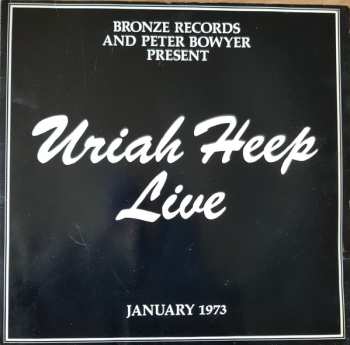 BRONZE RECORDS
AND PETER BOWYER
PRESENT
Uriah Heep
Live
JANUARY 1973